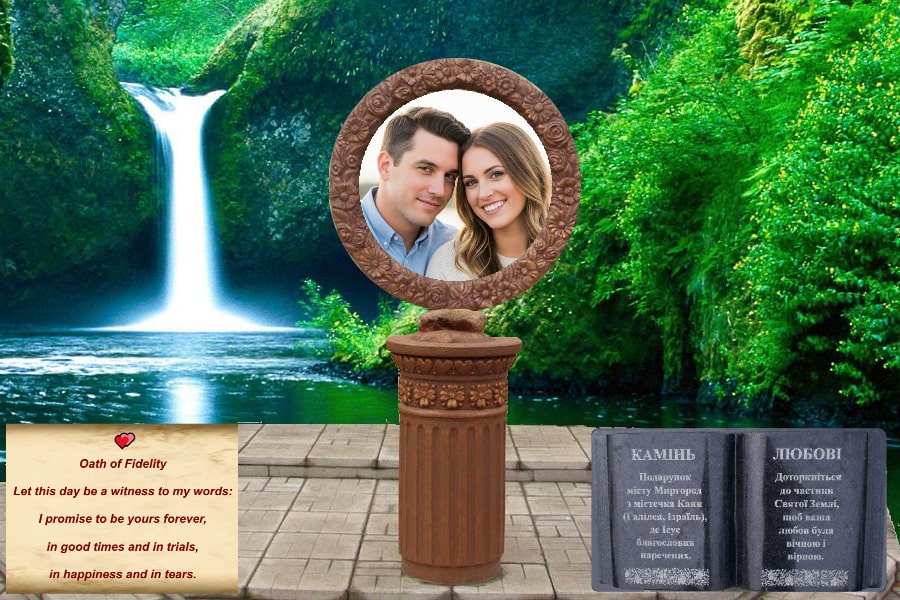 Oath of Fidelity
Let this day be a witness to my words:
I promise to be yours forever,
in good times and in trials,
in happiness and in tears.
КАМІНЬ
Подарунок
місту Миргород
з містечка Кани
(Галілея, Ізраїль),
де Ісус
благословив
наречених.
ЛЮБОВІ
Доторкніться
до частини
Святої Землі,
щоб ваша
любов була
вічною і
вірною.